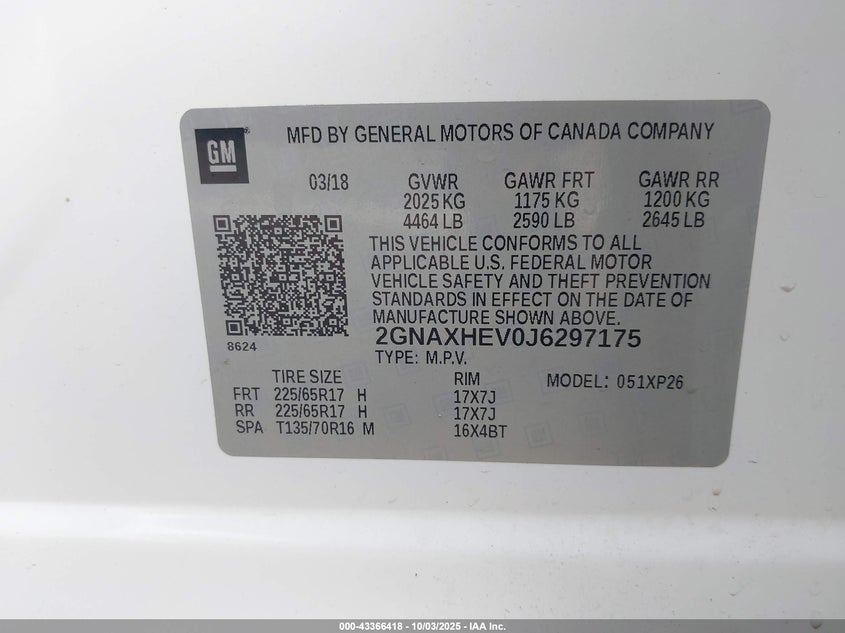 GM
MFD BY GENERAL MOTORS OF CANADA COMPANY
03/18 GVWR GAWR FRT GAWR RR
2025 KG 1175 KG 1200 KG
4464 LB 2590 LB 2645 LB
THIS VEHICLE CONFORMS TO ALL
APPLICABLE U.S. FEDERAL MOTOR
VEHICLE SAFETY AND THEFT PREVENTION
STANDARDS IN EFFECT ON THE DATE OF
MANUFACTURE SHOWN ABOVE.
8624
2GNAXHEV0J6297175
TYPE: M.P.V.
TIRE SIZE RIM MODEL: 051XP26
FRT 225/65R17 H 17X7J
RR 225/65R17 H 17X7J
SPA T135/70R16 M 16X4BT
000-43366418 - 10/03/2025 - IAA Inc.